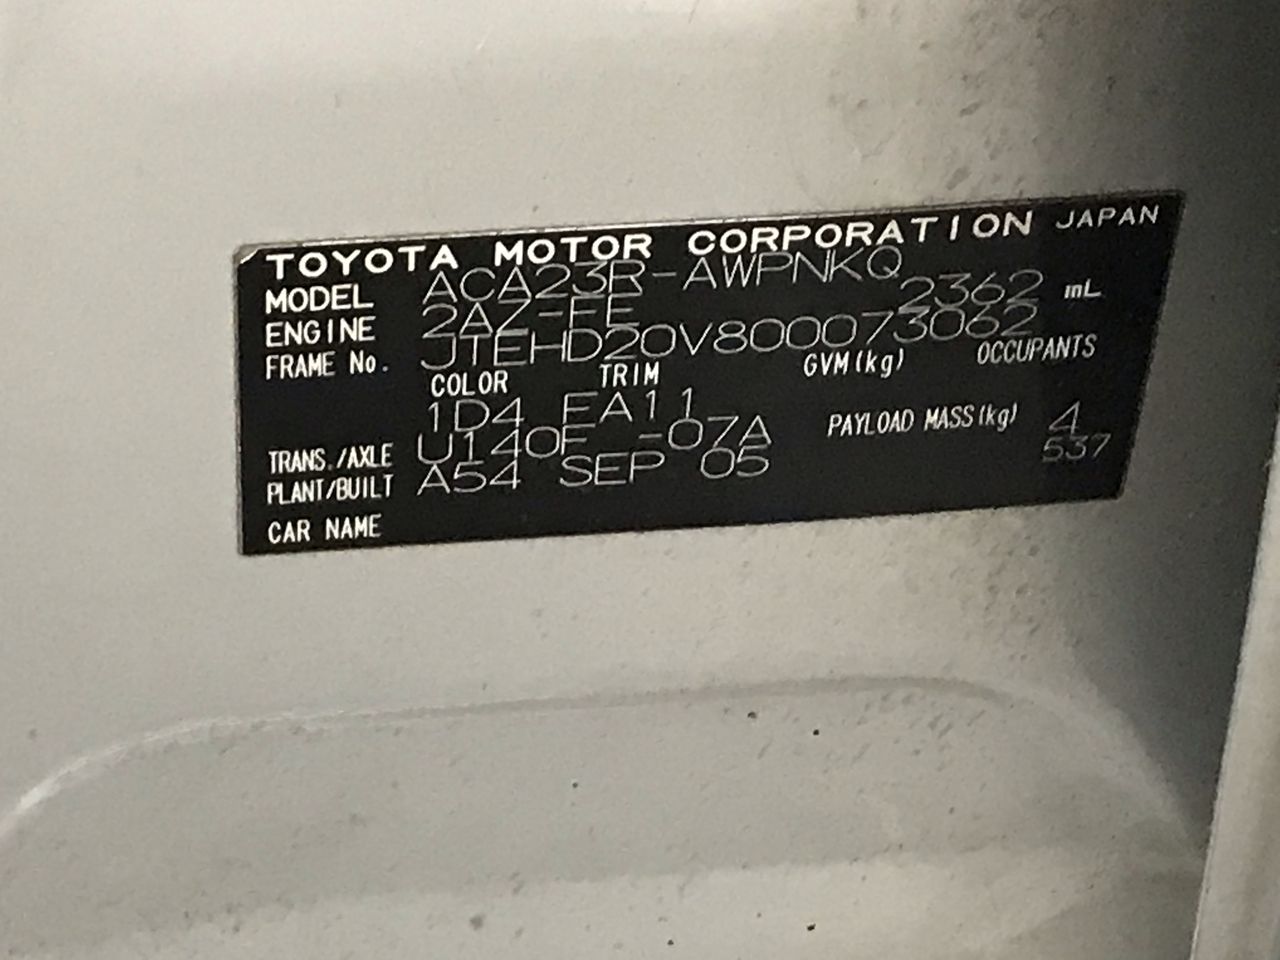 TOYOTA MOTOR CORPORATION JAPAN
MODEL ACA23R-AWPNKQ
ENGINE 2AZ-FE 2362 mL
FRAME No. JTEHD20V800073062
COLOR TRIM GVM(kg) OCCUPANTS
1D4 FA11 4
TRANS./AXLE U140F -07A PAYLOAD MASS(kg) 537
PLANT/BUILT A54 SEP 05
CAR NAME